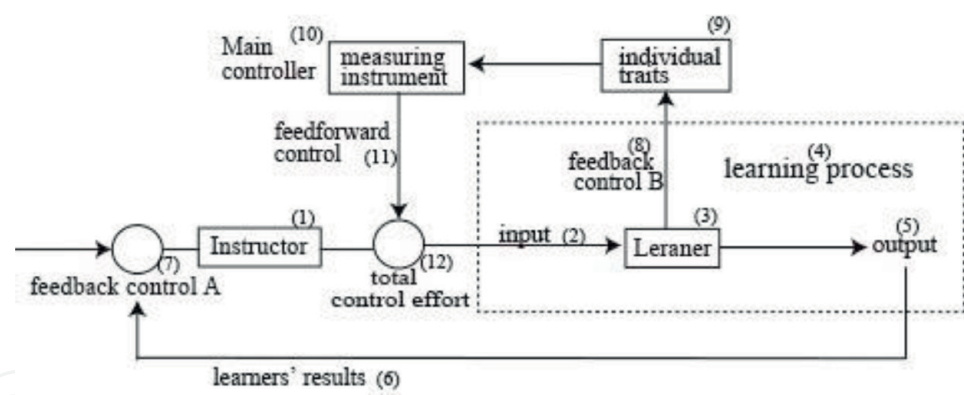 (9)
(10)
Main
controller
measuring
instrument
individual
traits
feedforward
control (11)
(8)
feedback
control B
(4)
learning process
(1)
Instructor
(3)
Leraner
input (2)
(5)
output
(7)
feedback control A
(12)
total
control effort
learners' results (6)